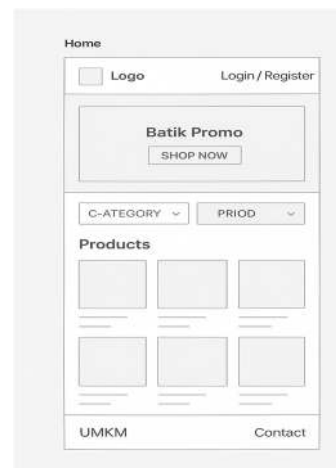 Home
Logo Login / Register
Batik Promo
SHOP NOW
C-ATEGORY PRIOD
Products
UMKM Contact